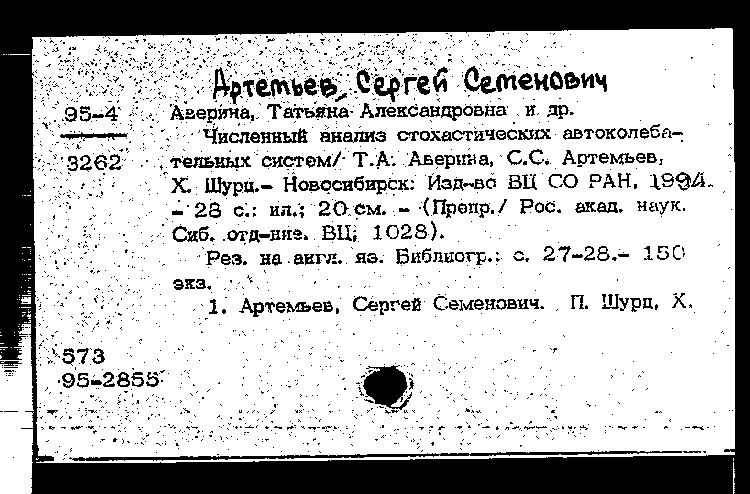 Артемьев, Сергей Семенович
95-4 Аверина, Татьяна Александровна и др.
Численный анализ стохастических автоколеба-
3262 тельных систем/ Т.А. Аверина, С.С. Артемьев,
Х. Шурц.- Новосибирск: Изд-во ВЦ СО РАН, 1994.
- 28 с.: ил.; 20 см. - (Препр./ Рос. акад. наук.
Сиб. отд-ние. ВЦ; 1028).
Рез. на англ. яз. Библиогр.: с. 27-28.- 150
экз.
1. Артемьев, Сергей Семенович. П. Шурц, Х.
573
95-2855